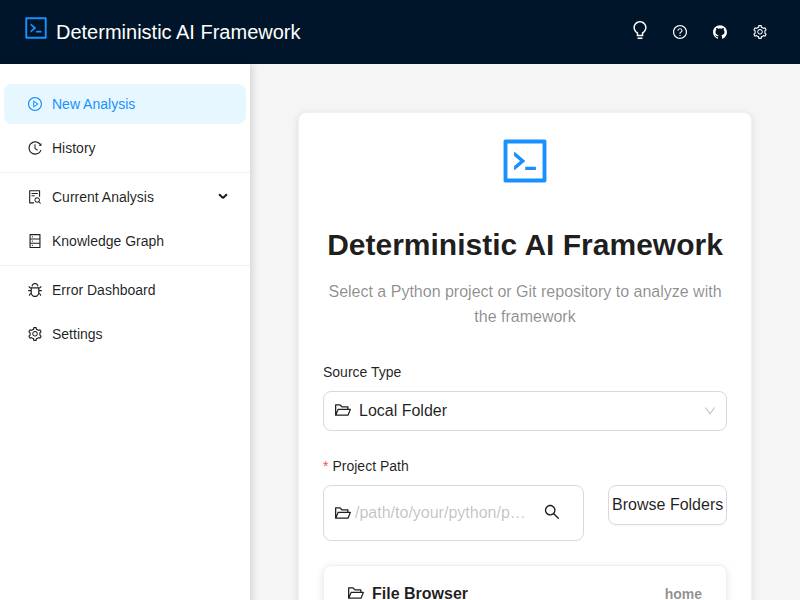 Deterministic AI Framework
New Analysis
History
Current Analysis
Knowledge Graph
Error Dashboard
Settings
Deterministic AI Framework
Select a Python project or Git repository to analyze with
the framework
Source Type
Local Folder
* Project Path
/path/to/your/python/p...
Browse Folders
File Browser
home